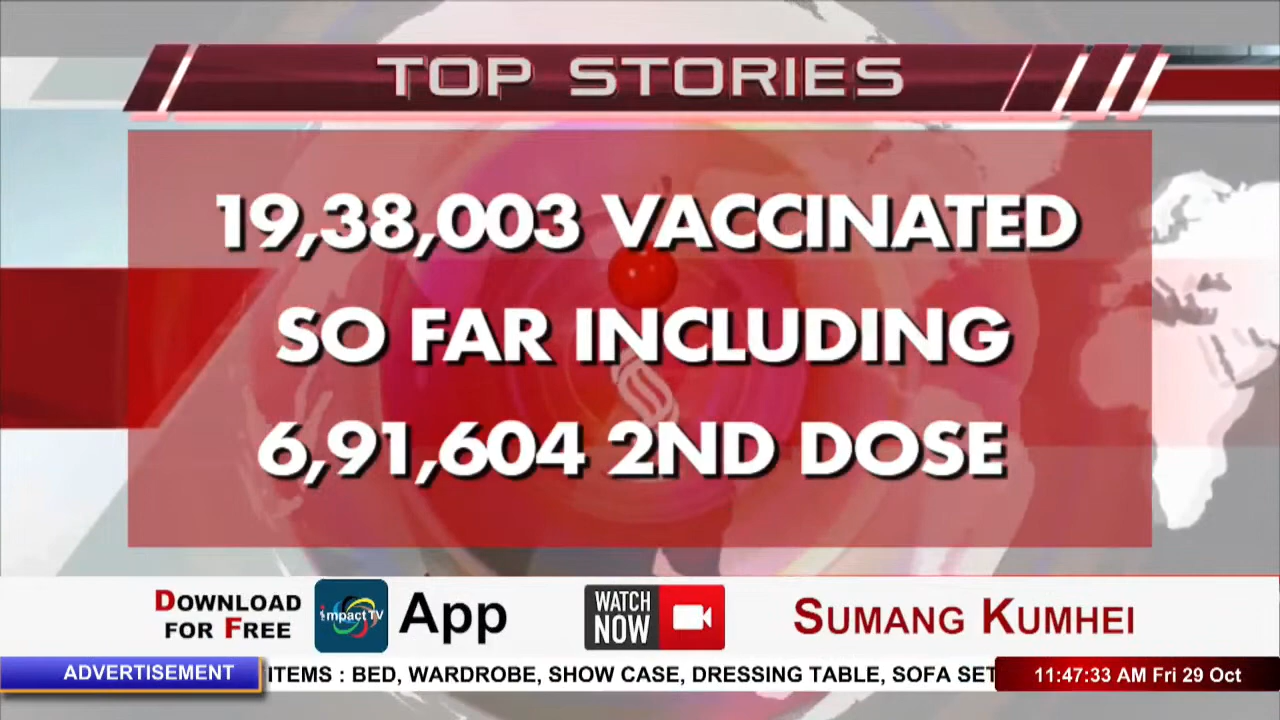 TOP STORIES
19,38,003 VACCINATED
SO FAR INCLUDING
6,91,604 2ND DOSE
DOWNLOAD
FOR FREE
impact TV
App
WATCH
NOW
SUMANG KUMHEI
ADVERTISEMENT
ITEMS : BED, WARDROBE, SHOW CASE, DRESSING TABLE, SOFA SET
11:47:33 AM Fri 29 Oct